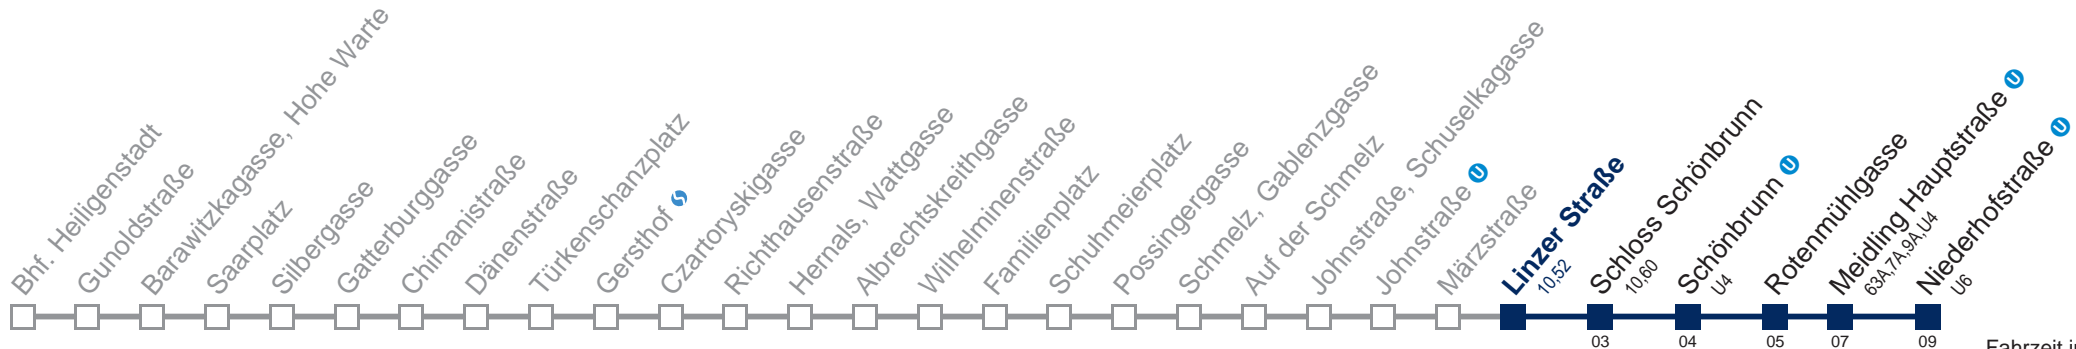 Bhf. Heiligenstadt
Gunoldstraße
Barawitzkagasse, Hohe Warte
Saarplatz
Silbergasse
Gatterburggasse
Chimanistraße
Dänenstraße
Türkenschanzplatz
Gersthof S
Czartoryskigasse
Richthausenstraße
Hernals, Wattgasse
Albrechtskreithgasse
Wilhelminenstraße
Familienplatz
Schuhmeierplatz
Possingergasse
Schmelz, Gablenzgasse
Auf der Schmelz
Johnstraße, Schuselkagasse
Johnstraße U
Märzstraße
Linzer Straße
10,52
Schloss Schönbrunn
10,60
Schönbrunn U
U4
Rotenmühlgasse
Meidling Hauptstraße U
63A,7A,9A,U4
Niederhofstraße U
U6
03 04 05 07 09
Fahrzeit i